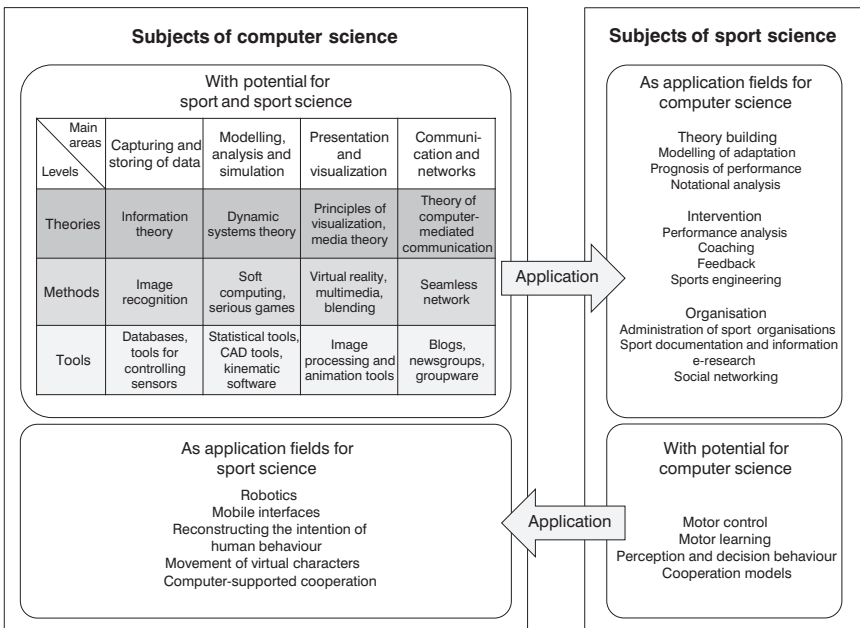 Subjects of computer science
With potential for
sport and sport science
Main
areas
Levels
Capturing and
storing of data
Modelling,
analysis and
simulation
Presentation
and
visualization
Communi-
cation and
networks
Theories
Information
theory
Dynamic
systems theory
Principles of
visualization,
media theory
Theory of
computer-
mediated
communication
Methods
Image
recognition
Soft
computing,
serious games
Virtual reality,
multimedia,
blending
Seamless
network
Tools
Databases,
tools for
controlling
sensors
Statistical tools,
CAD tools,
kinematic
software
Image
processing and
animation tools
Blogs,
newsgroups,
groupware
As application fields for
sport science
Robotics
Mobile interfaces
Reconstructing the intention of
human behaviour
Movement of virtual characters
Computer-supported cooperation
Application
Application
Subjects of sport science
As application fields for
computer science
Theory building
Modelling of adaptation
Prognosis of performance
Notational analysis
Intervention
Performance analysis
Coaching
Feedback
Sports engineering
Organisation
Administration of sport organisations
Sport documentation and information
e-research
Social networking
With potential for
computer science
Motor control
Motor learning
Perception and decision behaviour
Cooperation models